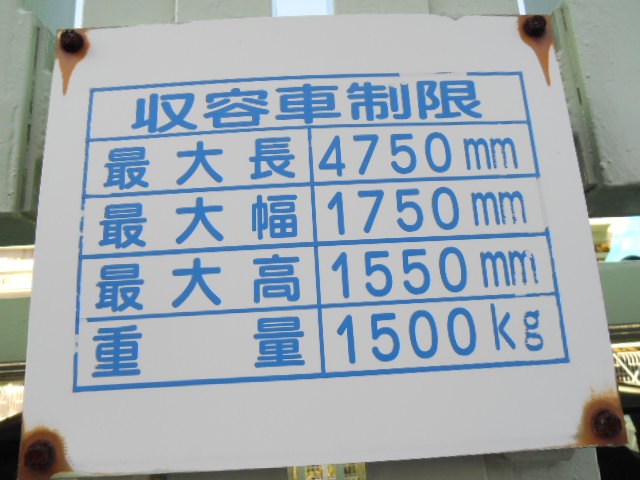 収容車制限
最大長 4750mm
最大幅 1750mm
最大高 1550mm
重量 1500kg